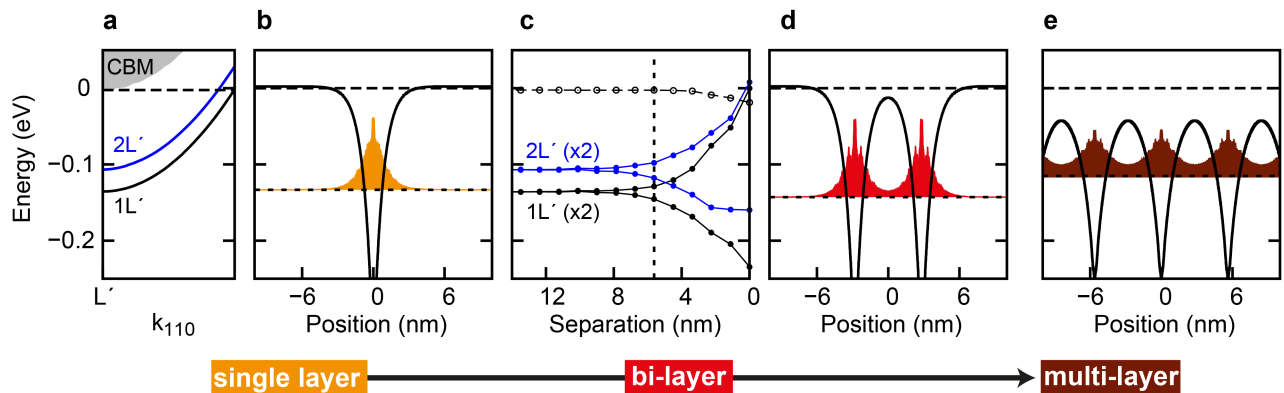 a b c d e
Energy (eV)
0
−0.1
−0.2
CBM
2L´
1L´
L´
k110
−6 0 6
Position (nm)
2L´ (x2)
1L´ (x2)
12 8 4 0
Separation (nm)
−6 0 6
Position (nm)
−6 0 6
Position (nm)
single layer
bi-layer
multi-layer